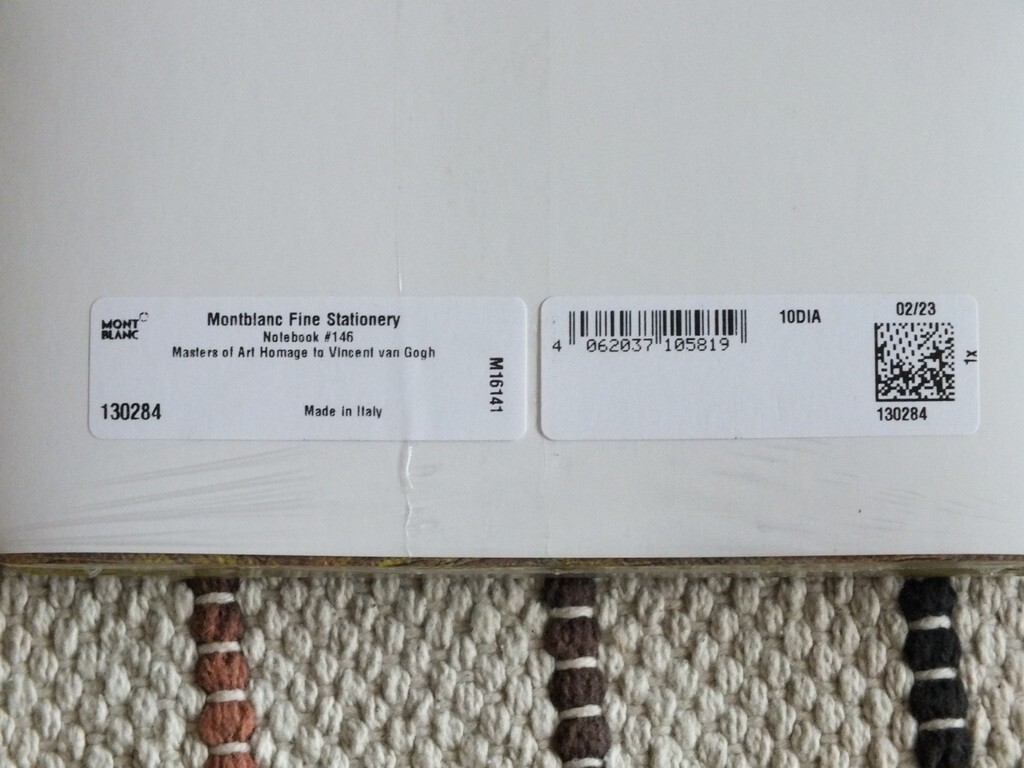 MONT
BLANC
Montblanc Fine Stationery
Notebook #146
Masters of Art Homage to Vincent van Gogh
130284
Made in Italy
M16141
4 062037 105819
10DIA
02/23
1x
130284